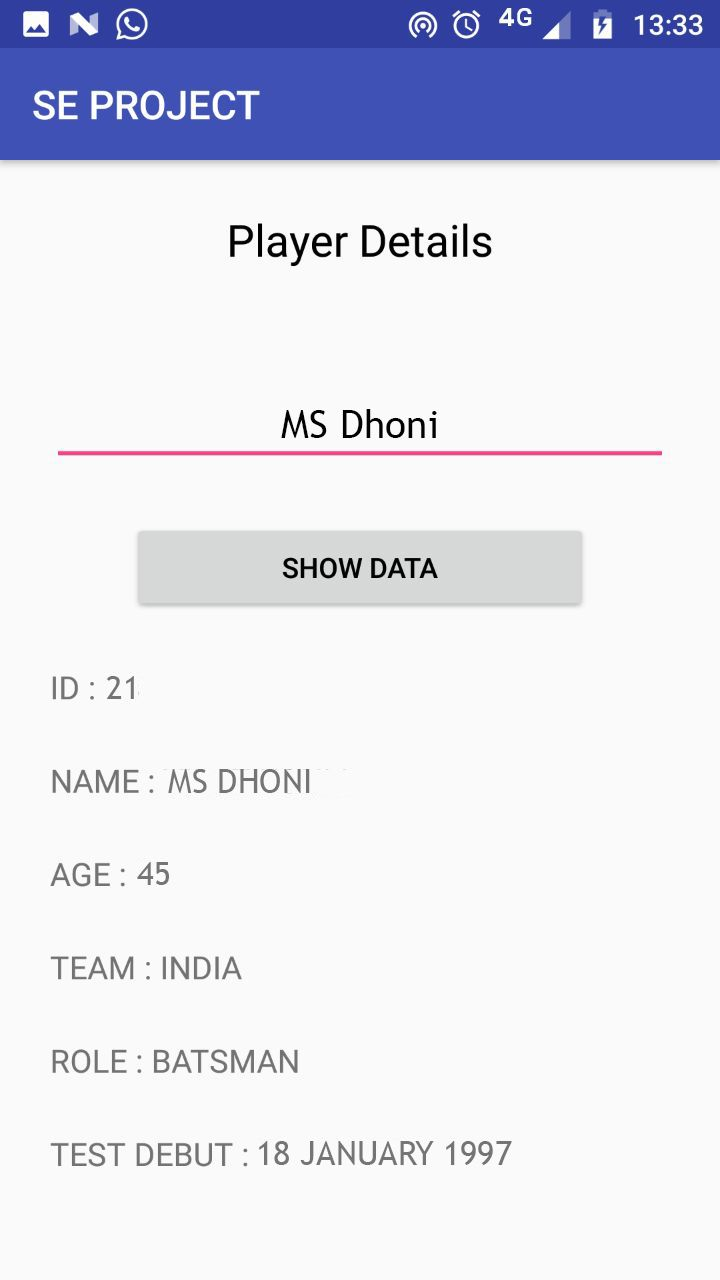 4G 13:33
SE PROJECT
Player Details
MS Dhoni
SHOW DATA
ID : 21
NAME : MS DHONI
AGE : 45
TEAM : INDIA
ROLE : BATSMAN
TEST DEBUT : 18 JANUARY 1997